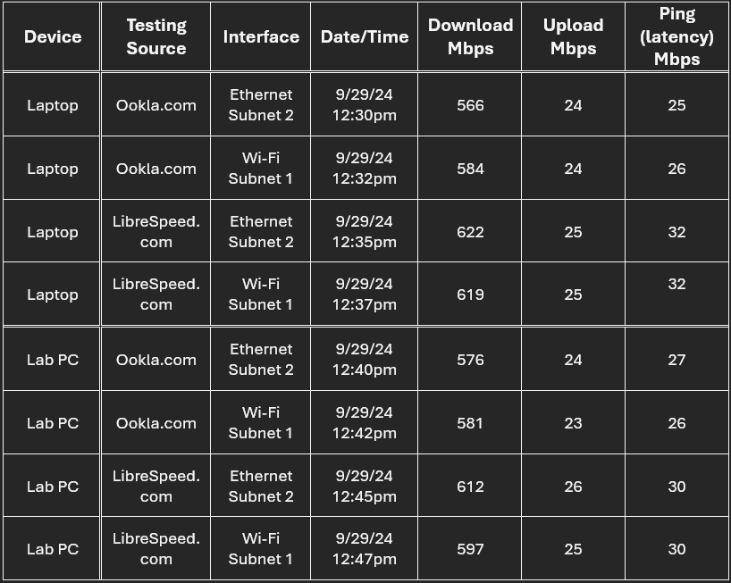 Device Testing Source Interface Date/Time Download Mbps Upload Mbps Ping (latency) Mbps
Laptop Ookla.com Ethernet Subnet 2 9/29/24 12:30pm 566 24 25
Laptop Ookla.com Wi-Fi Subnet 1 9/29/24 12:32pm 584 24 26
Laptop LibreSpeed.com Ethernet Subnet 2 9/29/24 12:35pm 622 25 32
Laptop LibreSpeed.com Wi-Fi Subnet 1 9/29/24 12:37pm 619 25 32
Lab PC Ookla.com Ethernet Subnet 2 9/29/24 12:40pm 576 24 27
Lab PC Ookla.com Wi-Fi Subnet 1 9/29/24 12:42pm 581 23 26
Lab PC LibreSpeed.com Ethernet Subnet 2 9/29/24 12:45pm 612 26 30
Lab PC LibreSpeed.com Wi-Fi Subnet 1 9/29/24 12:47pm 597 25 30